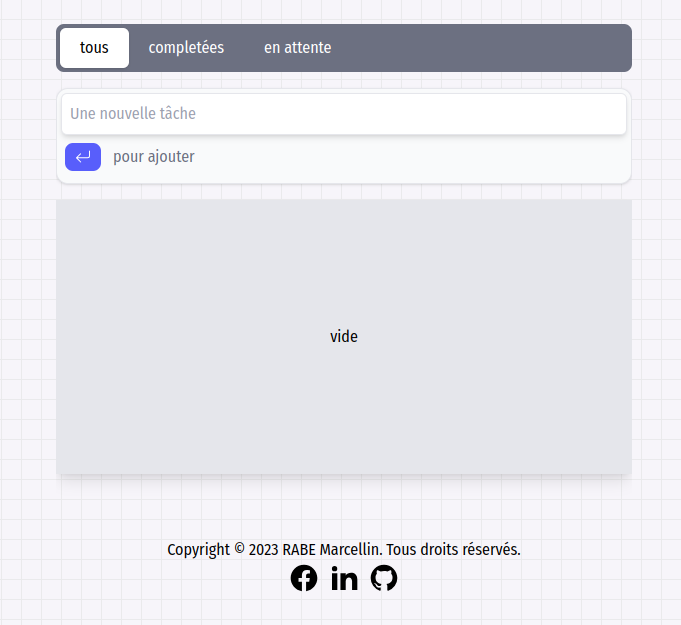 tous completées en attente
Une nouvelle tâche
pour ajouter
vide
Copyright © 2023 RABE Marcellin. Tous droits réservés.